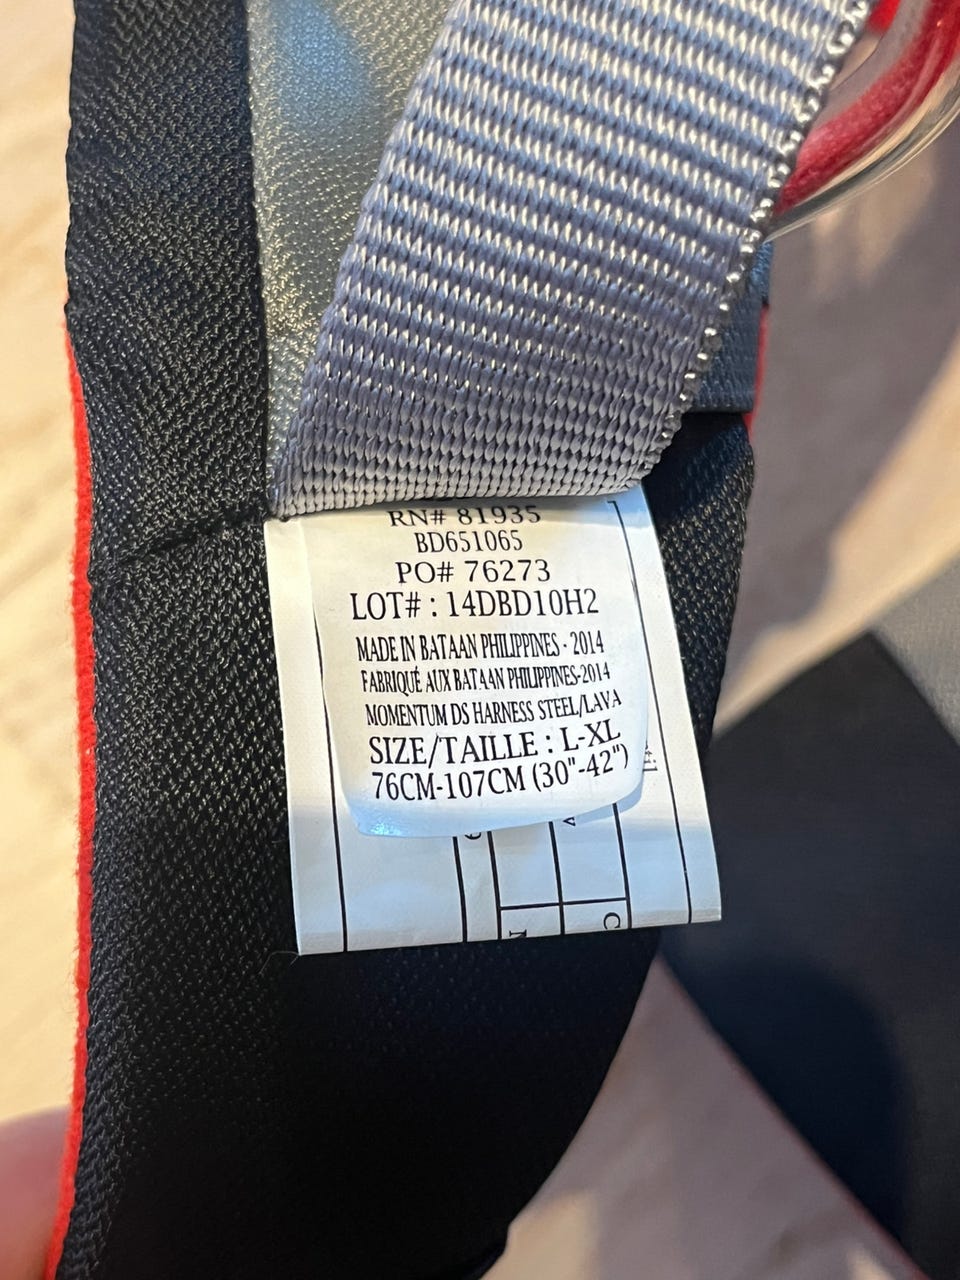 RN# 81935
BD651065
PO# 76273
LOT# : 14DBD10H2
MADE IN BATAAN PHILIPPINES - 2014
FABRIQUÉ AUX BATAAN PHILIPPINES-2014
MOMENTUM DS HARNESS STEEL/LAVA
SIZE/TAILLE : L-XL
76CM-107CM (30"-42")